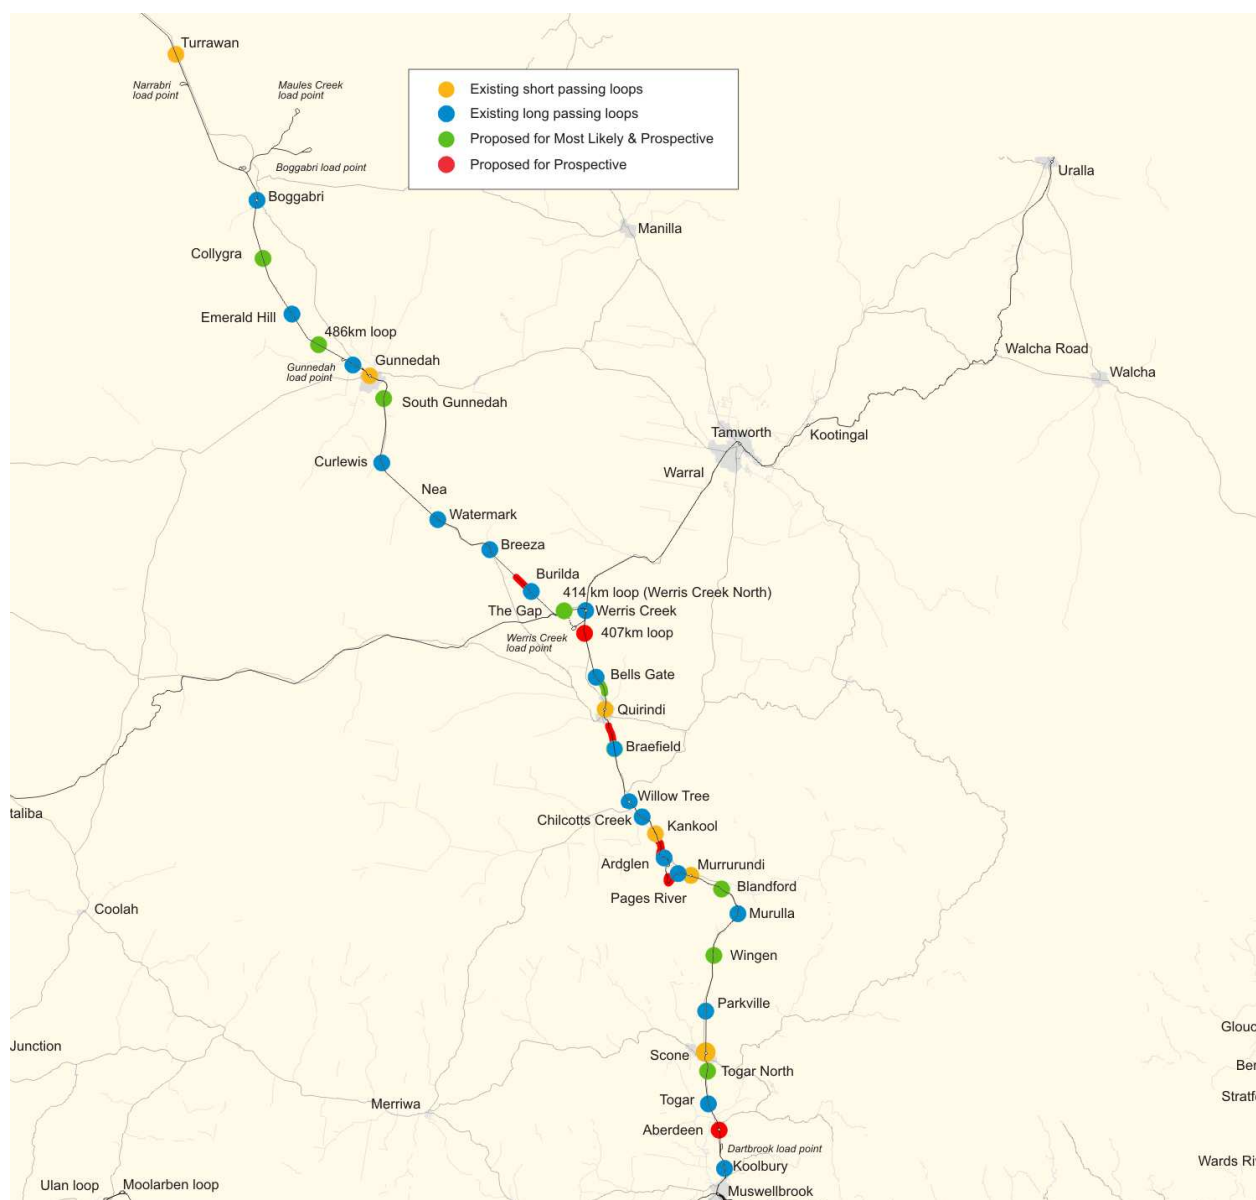 Turrawan
Narrabri
load point
Maules Creek
load point
Existing short passing loops
Existing long passing loops
Proposed for Most Likely & Prospective
Proposed for Prospective
Boggabri load point
Uralla
Boggabri
Manilla
Collygra
Emerald Hill
486km loop
Gunnedah
Gunnedah
load point
Walcha Road
Walcha
South Gunnedah
Tamworth
Kootingal
Curlewis
Warral
Nea
Watermark
Breeza
Burilda
414 km loop (Werris Creek North)
The Gap
Werris Creek
Werris Creek
load point
407km loop
Bells Gate
Quirindi
Braefield
Willow Tree
taliba
Chilcotts Creek
Kankool
Ardglen
Murrurundi
Blandford
Pages River
Coolah
Murulla
Wingen
Parkville
Glouc
Junction
Scone
Ber
Togar North
Stratf
Togar
Merriwa
Aberdeen
Dartbrook load point
Wards Ri
Koolbury
Ulan loop
Moolarben loop
Muswellbrook